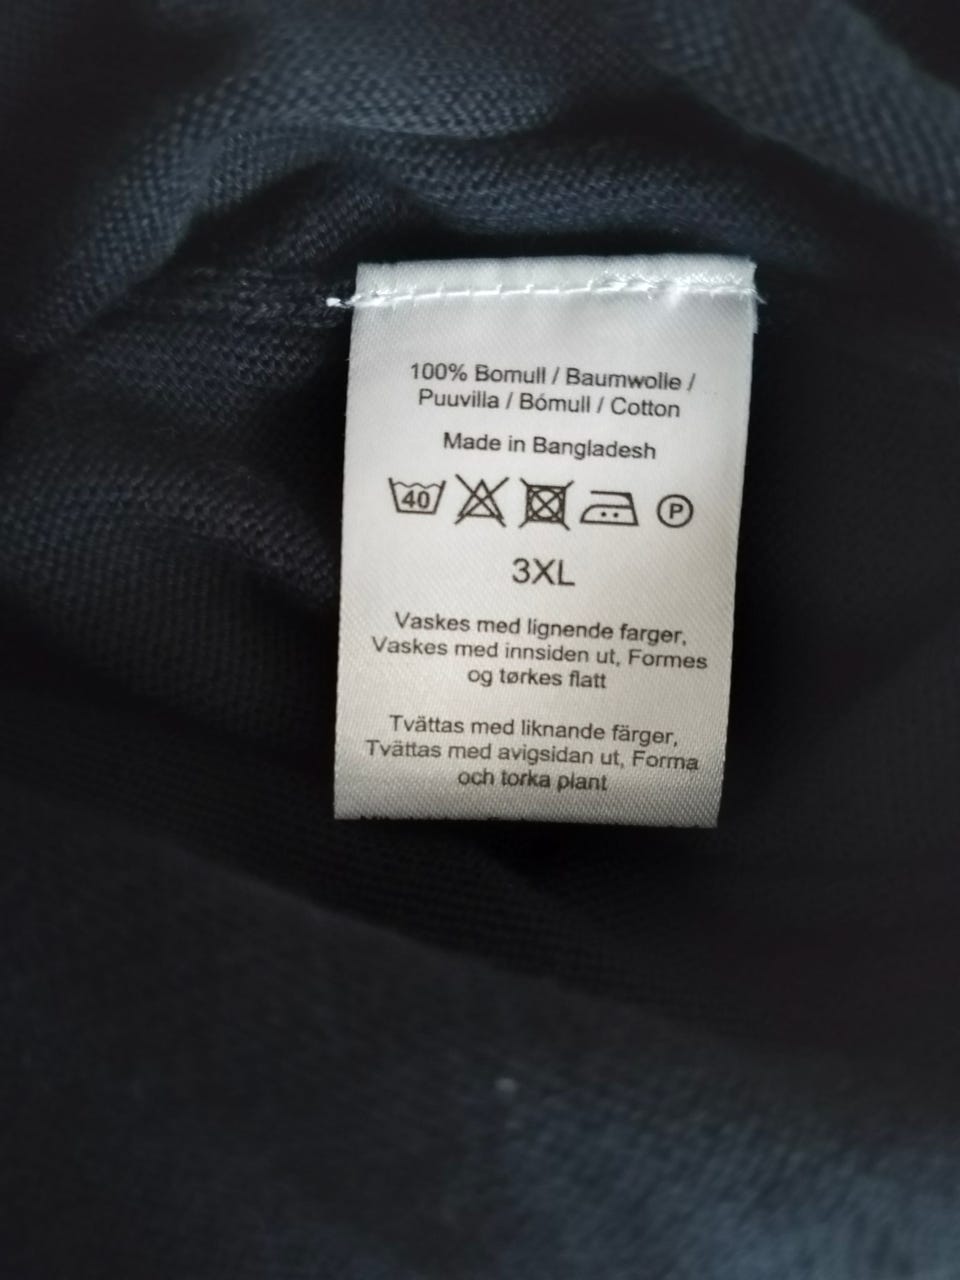 100% Bomull / Baumwolle /
Puuvilla / Bómull / Cotton
Made in Bangladesh
40 P
3XL
Vaskes med lignende farger,
Vaskes med innsiden ut, Formes
og tørkes flatt
Tvättas med liknande färger,
Tvättas med avigsidan ut, Forma
och torka plant